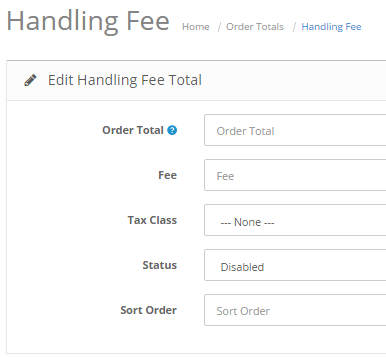 Handling Fee Home / Order Totals / Handling Fee
Edit Handling Fee Total
Order Total ? Order Total
Fee Fee
Tax Class --- None ---
Status Disabled
Sort Order Sort Order